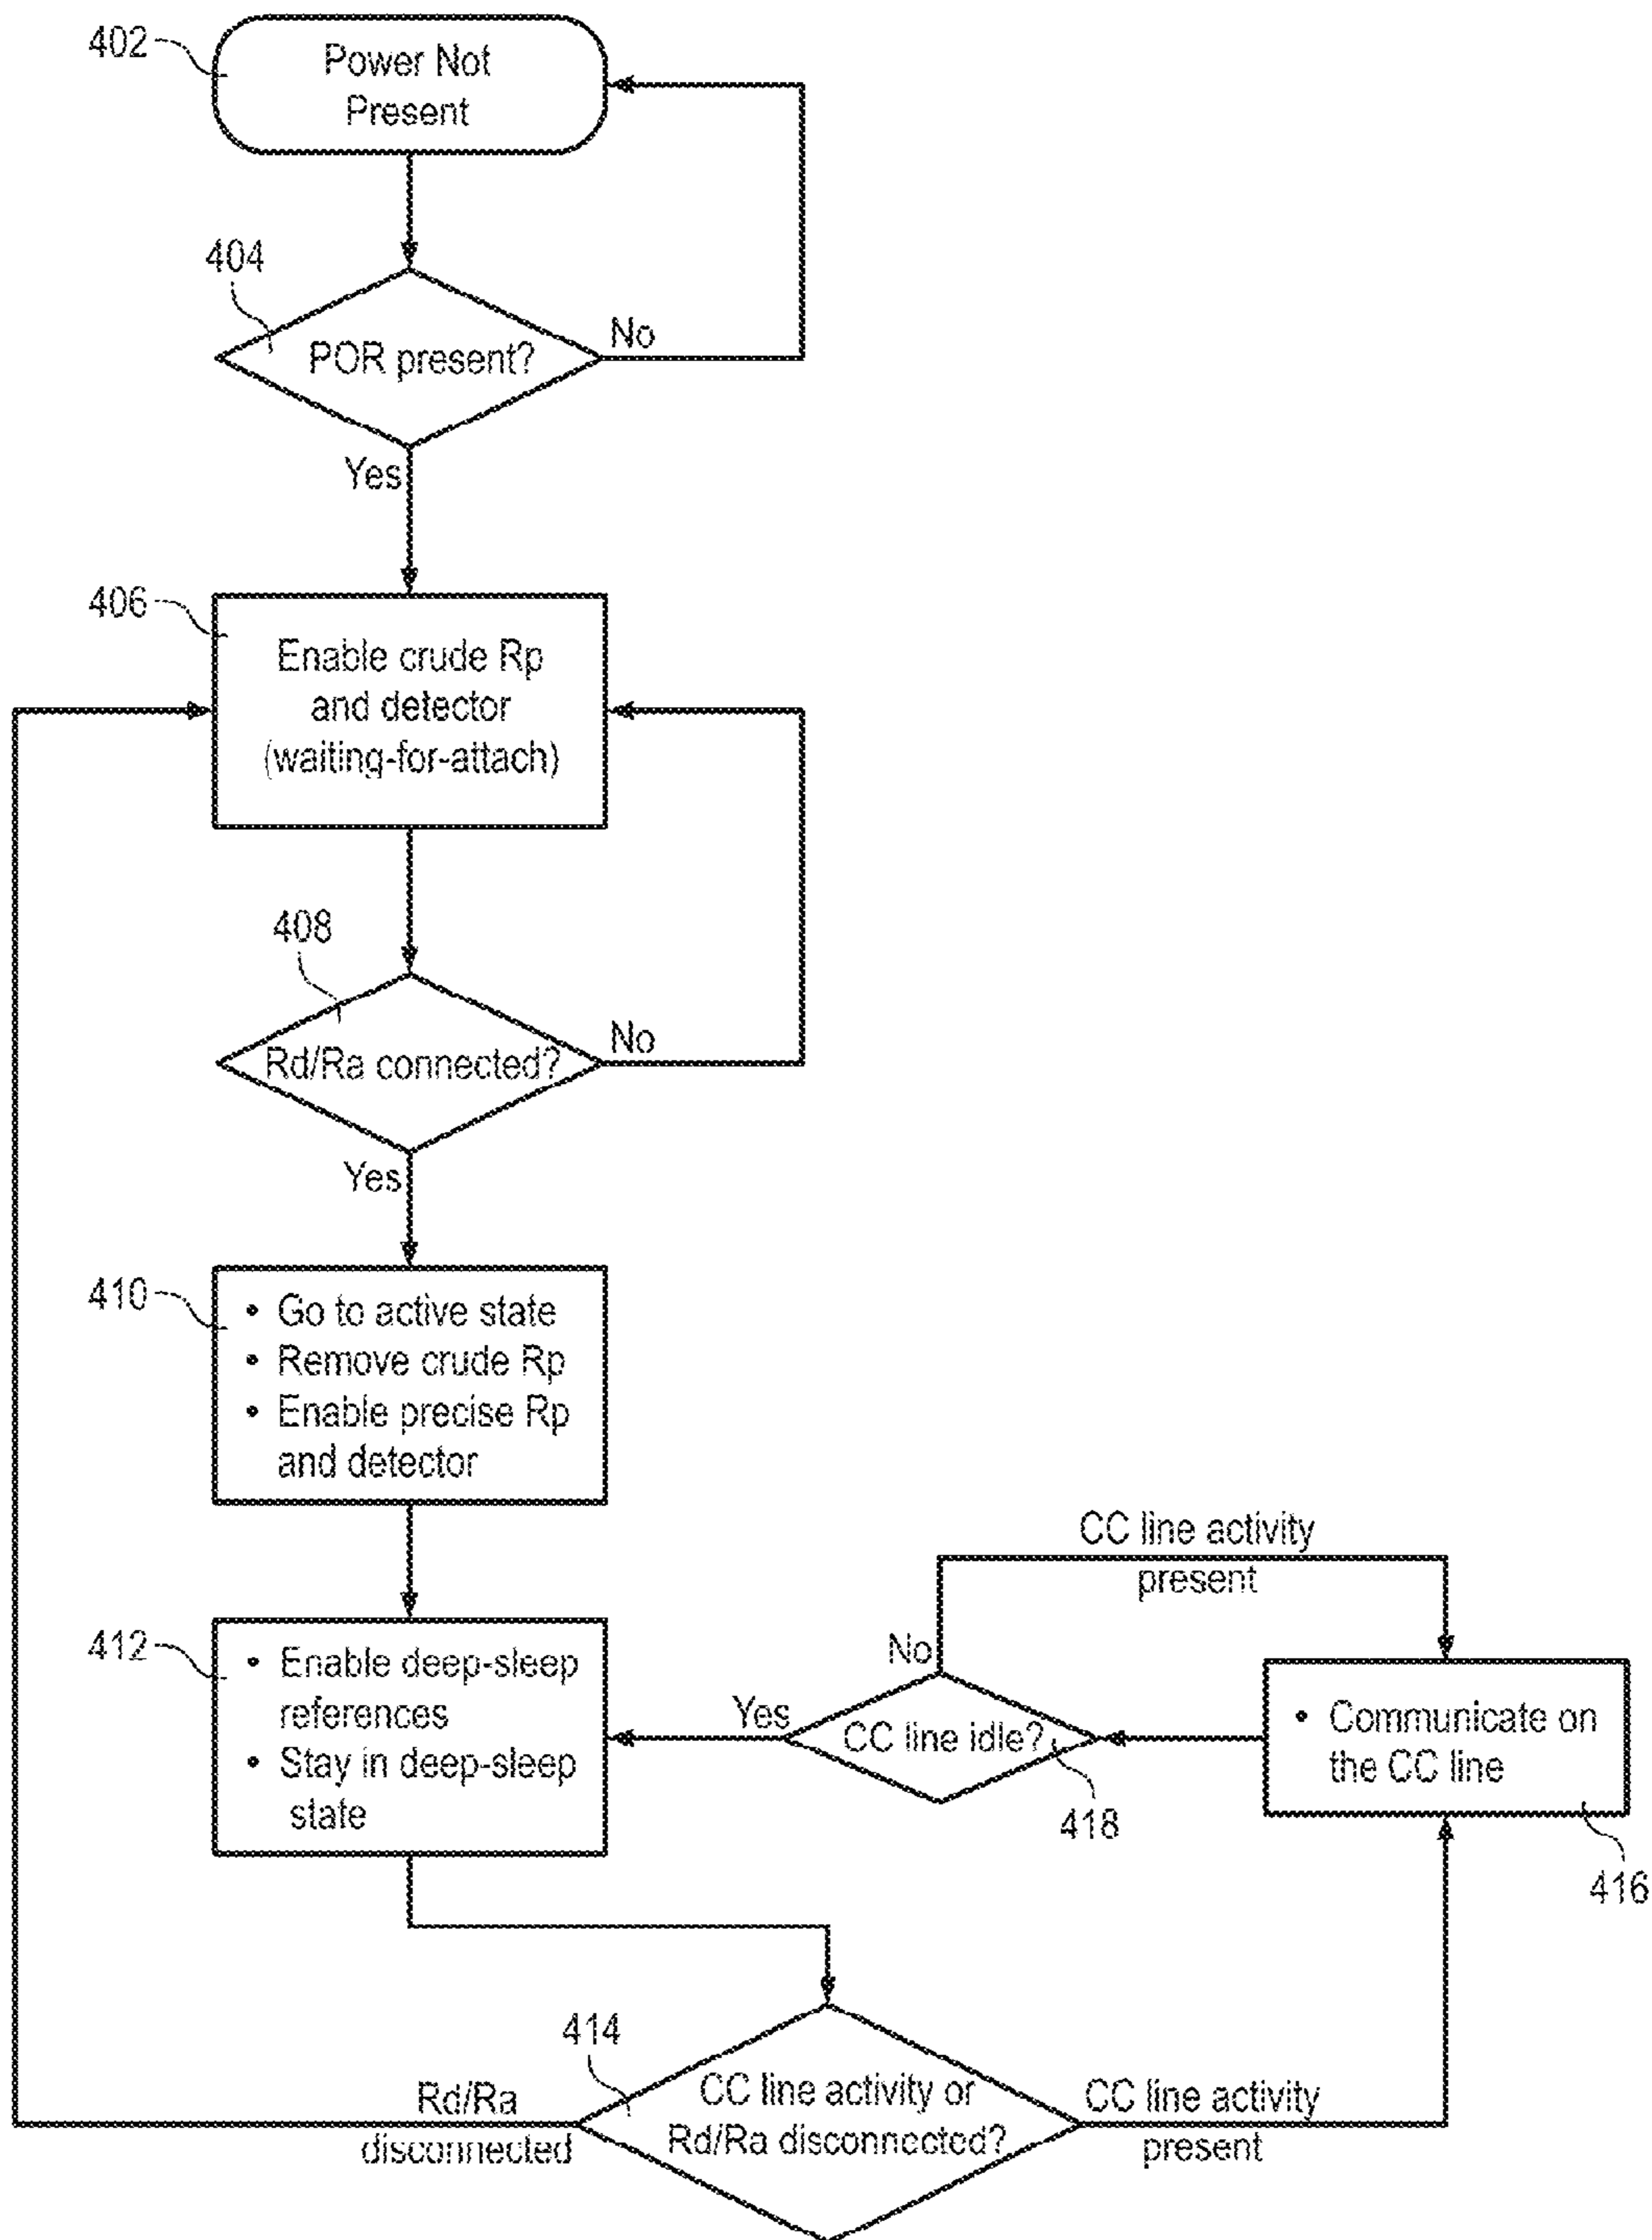 402
Power Not
Present
404
POR present?
No
Yes
406
Enable crude Rp
and detector
(waiting-for-attach)
408
Rd/Ra connected?
No
Yes
410
• Go to active state
• Remove crude Rp
• Enable precise Rp
and detector
CC line activity
present
412
• Enable deep-sleep
references
• Stay in deep-sleep
state
No
Yes
CC line idle?
418
• Communicate on
the CC line
416
414
Rd/Ra
disconnected
CC line activity or
Rd/Ra disconnected?
CC line activity
present